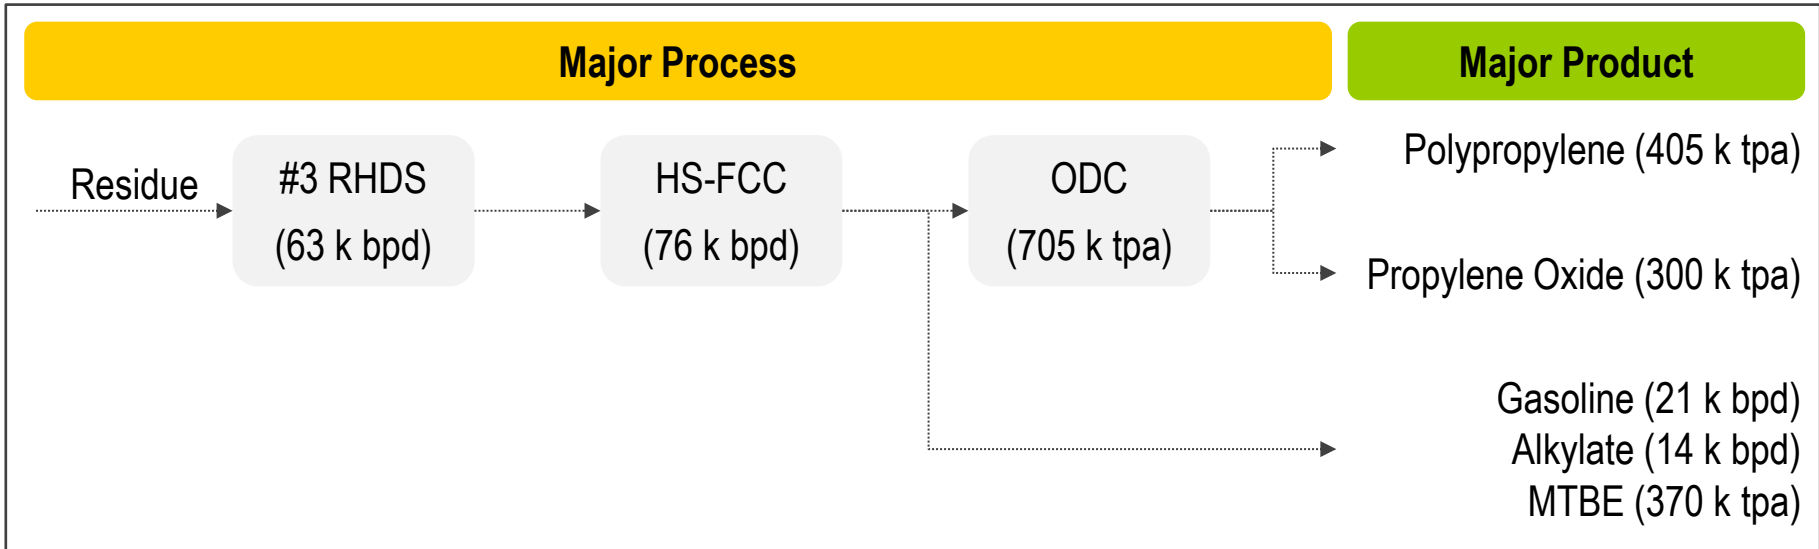 Major Process
Major Product
Residue
#3 RHDS
(63 k bpd)
HS-FCC
(76 k bpd)
ODC
(705 k tpa)
Polypropylene (405 k tpa)
Propylene Oxide (300 k tpa)
Gasoline (21 k bpd)
Alkylate (14 k bpd)
MTBE (370 k tpa)